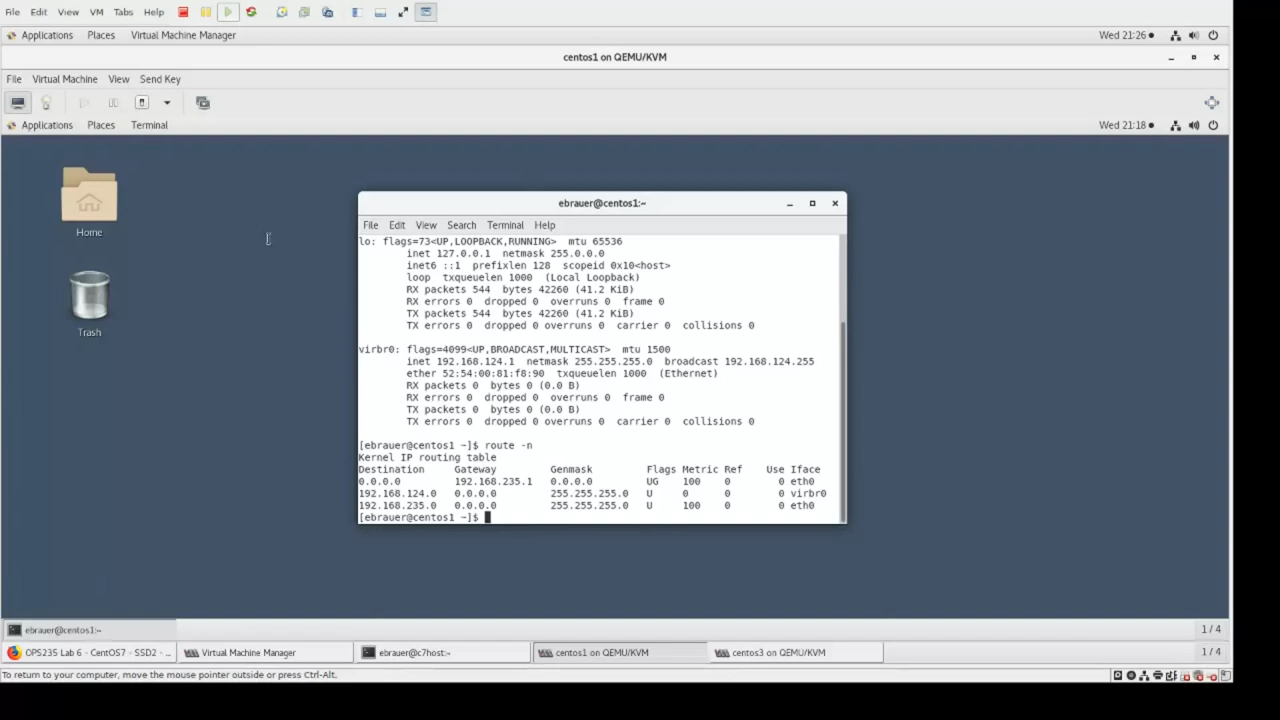 File Edit View VM Tabs Help
Applications Places Virtual Machine Manager Wed 21:26
centos1 on QEMU/KVM
File Virtual Machine View Send Key
Applications Places Terminal Wed 21:18
Home
Trash
ebrauer@centos1:~
File Edit View Search Terminal Help
lo: flags=73<UP,LOOPBACK,RUNNING>  mtu 65536
        inet 127.0.0.1  netmask 255.0.0.0
        inet6 ::1  prefixlen 128  scopeid 0x10<host>
        loop  txqueuelen 1000  (Local Loopback)
        RX packets 544  bytes 42260 (41.2 KiB)
        RX errors 0  dropped 0  overruns 0  frame 0
        TX packets 544  bytes 42260 (41.2 KiB)
        TX errors 0  dropped 0 overruns 0  carrier 0  collisions 0
virbr0: flags=4099<UP,BROADCAST,MULTICAST>  mtu 1500
        inet 192.168.124.1  netmask 255.255.255.0  broadcast 192.168.124.255
        ether 52:54:00:81:f8:90  txqueuelen 1000  (Ethernet)
        RX packets 0  bytes 0 (0.0 B)
        RX errors 0  dropped 0  overruns 0  frame 0
        TX packets 0  bytes 0 (0.0 B)
        TX errors 0  dropped 0 overruns 0  carrier 0  collisions 0
[ebrauer@centos1 ~]$ route -n
Kernel IP routing table
Destination     Gateway         Genmask         Flags Metric Ref    Use Iface
0.0.0.0         192.168.235.1   0.0.0.0         UG    100    0        0 eth0
192.168.124.0   0.0.0.0         255.255.255.0   U     0      0        0 virbr0
192.168.235.0   0.0.0.0         255.255.255.0   U     100    0        0 eth0
[ebrauer@centos1 ~]$
ebrauer@centos1:~ 1 / 4
OPS235 Lab 6 - CentOS7 - SSD2 - ... Virtual Machine Manager ebrauer@c7host:~ centos1 on QEMU/KVM centos3 on QEMU/KVM 1 / 4
To return to your computer, move the mouse pointer outside or press Ctrl-Alt.